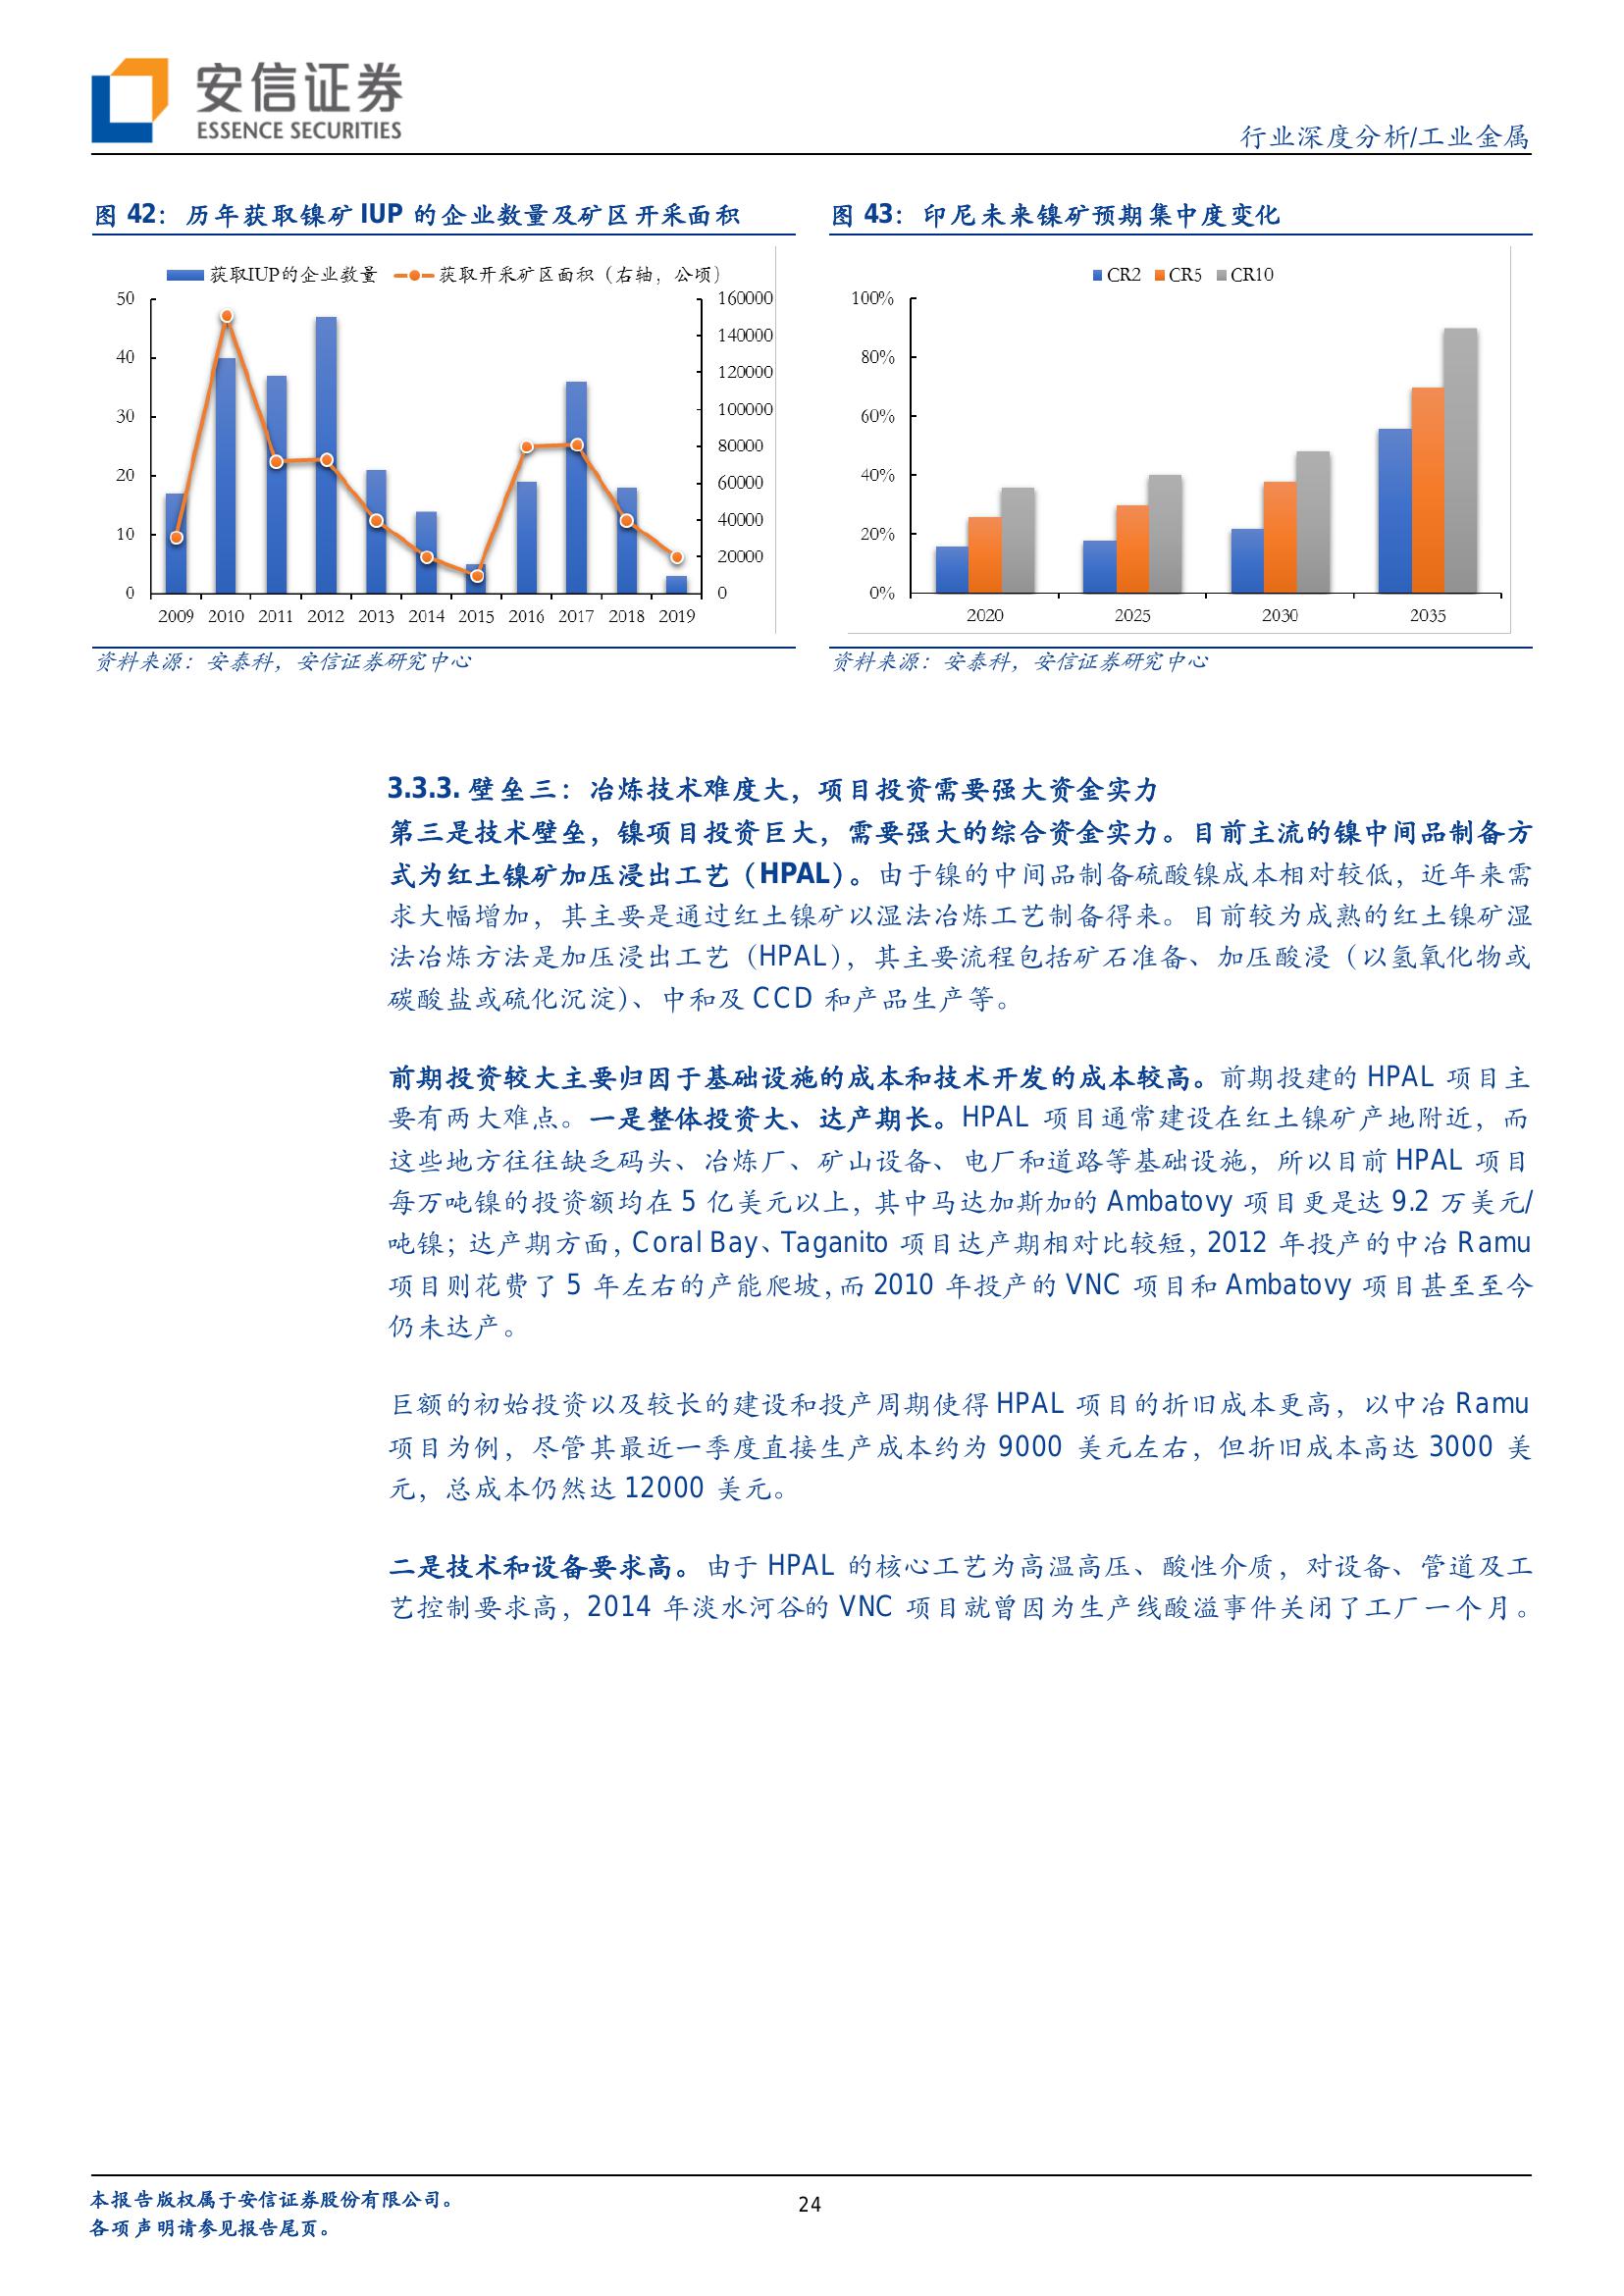 安信证券
ESSENCE SECURITIES
行业深度分析/工业金属
图 42：历年获取镍矿 IUP 的企业数量及矿区开采面积
获取IUP的企业数量
获取开采矿区面积（右轴，公顷）
50
40
30
20
10
0
160000
140000
120000
100000
80000
60000
40000
20000
0
2009 2010 2011 2012 2013 2014 2015 2016 2017 2018 2019
资料来源：安泰科，安信证券研究中心
图 43：印尼未来镍矿预期集中度变化
CR2 CR5 CR10
100%
80%
60%
40%
20%
0%
2020 2025 2030 2035
资料来源：安泰科，安信证券研究中心
3.3.3. 壁垒三：冶炼技术难度大，项目投资需要强大资金实力
第三是技术壁垒，镍项目投资巨大，需要强大的综合资金实力。目前主流的镍中间品制备方
式为红土镍矿加压浸出工艺（HPAL）。由于镍的中间品制备硫酸镍成本相对较低，近年来需
求大幅增加，其主要是通过红土镍矿以湿法冶炼工艺制备得来。目前较为成熟的红土镍矿湿
法冶炼方法是加压浸出工艺（HPAL），其主要流程包括矿石准备、加压酸浸（以氢氧化物或
碳酸盐或硫化沉淀）、中和及 CCD 和产品生产等。
前期投资较大主要归因于基础设施的成本和技术开发的成本较高。前期投建的 HPAL 项目主
要有两大难点。一是整体投资大、达产期长。HPAL 项目通常建设在红土镍矿产地附近，而
这些地方往往缺乏码头、冶炼厂、矿山设备、电厂和道路等基础设施，所以目前 HPAL 项目
每万吨镍的投资额均在 5 亿美元以上，其中马达加斯加的 Ambatovy 项目更是达 9.2 万美元/
吨镍；达产期方面，Coral Bay、Taganito 项目达产期相对比较短，2012 年投产的中冶 Ramu
项目则花费了 5 年左右的产能爬坡，而 2010 年投产的 VNC 项目和 Ambatovy 项目甚至至今
仍未达产。
巨额的初始投资以及较长的建设和投产周期使得 HPAL 项目的折旧成本更高，以中冶 Ramu
项目为例，尽管其最近一季度直接生产成本约为 9000 美元左右，但折旧成本高达 3000 美
元，总成本仍然达 12000 美元。
二是技术和设备要求高。由于 HPAL 的核心工艺为高温高压、酸性介质，对设备、管道及工
艺控制要求高，2014 年淡水河谷的 VNC 项目就曾因为生产线酸溢事件关闭了工厂一个月。
本报告版权属于安信证券股份有限公司。
各项声明请参见报告尾页。
24